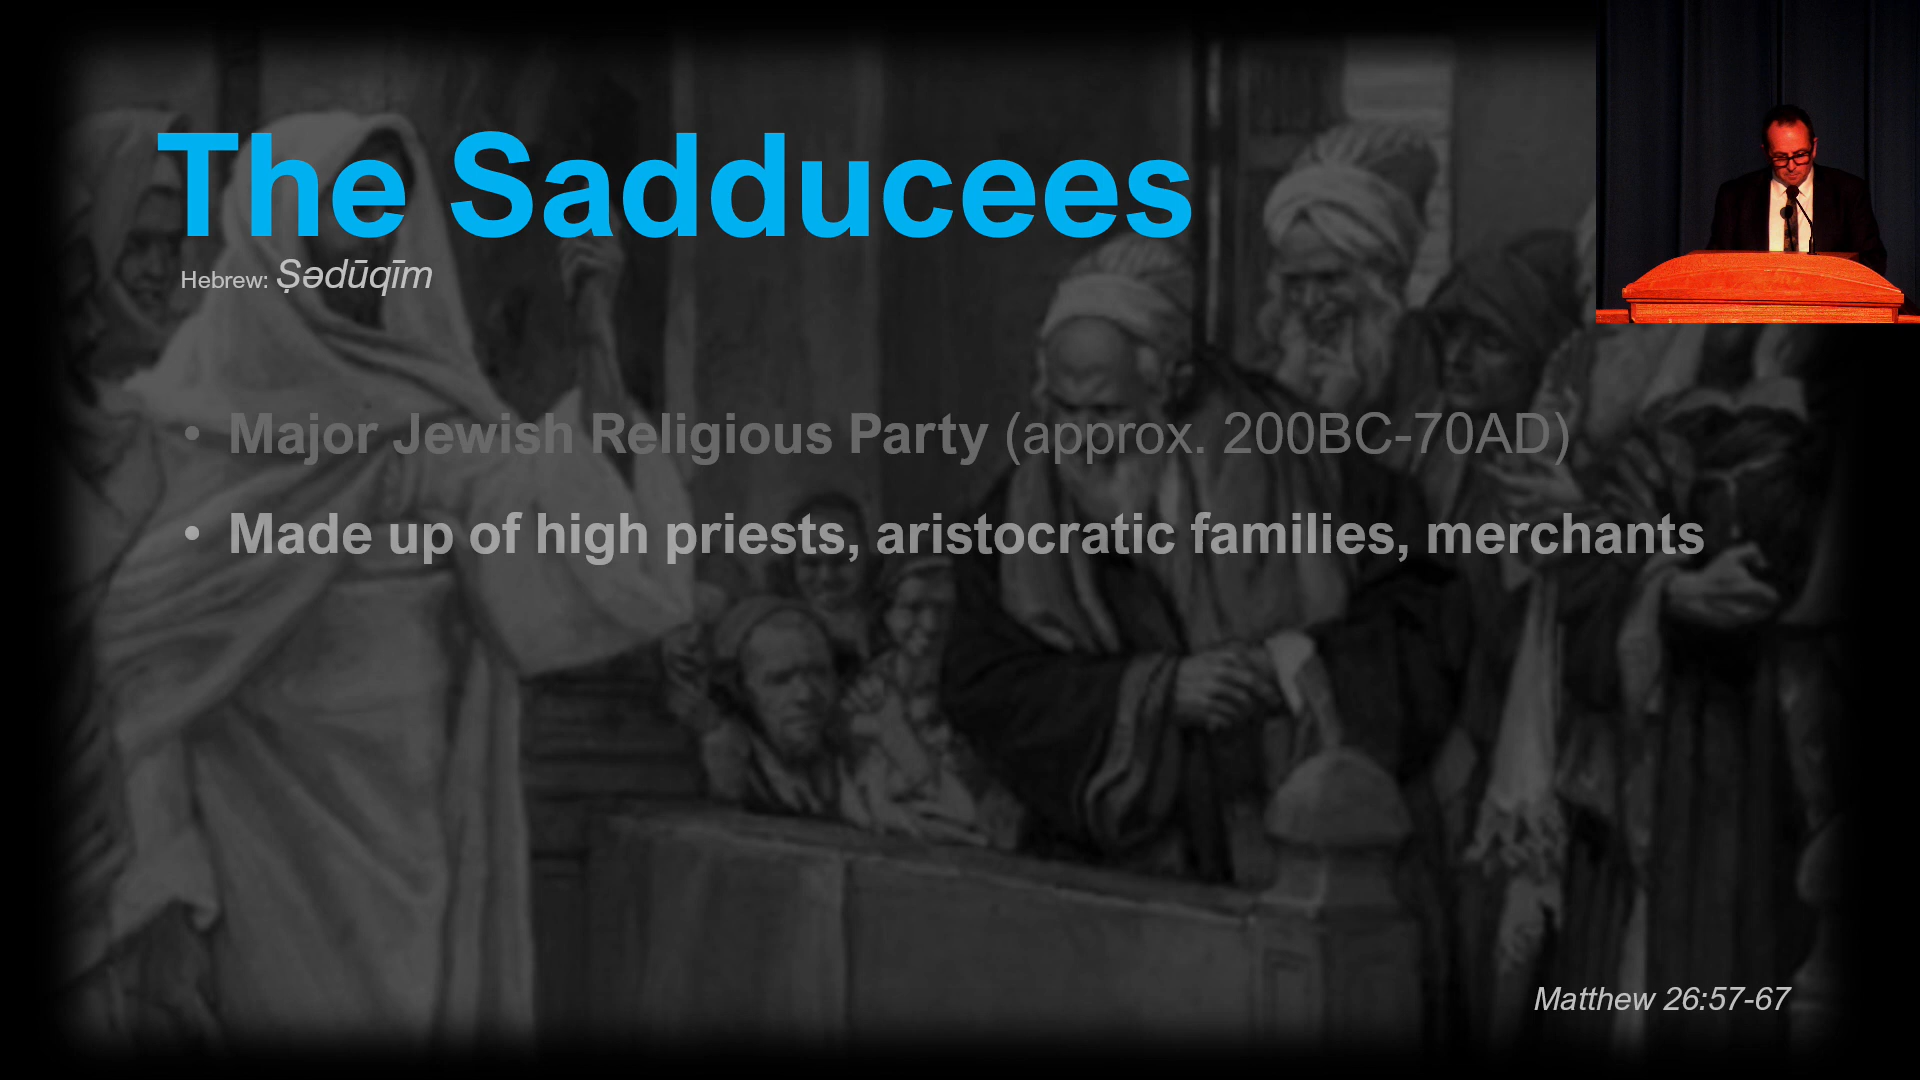 The Sadducees
Hebrew: Ṣədūqīm
• Major Jewish Religious Party (approx. 200BC-70AD)
• Made up of high priests, aristocratic families, merchants
Matthew 26:57-67